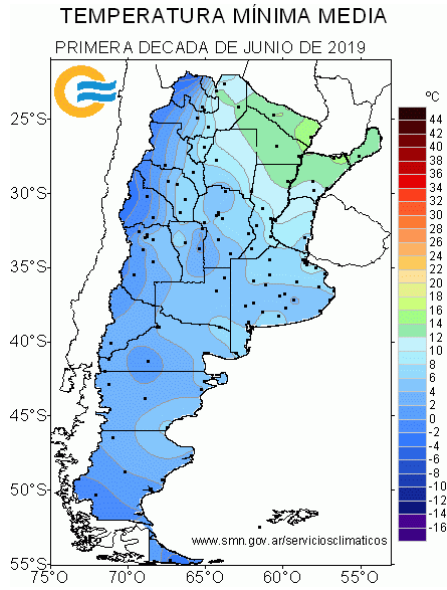 TEMPERATURA MÍNIMA MEDIA
PRIMERA DECADA DE JUNIO DE 2019
ºC
25°S
30°S
35°S
40°S
45°S
50°S
55°S
75°O 70°O 65°O 60°O 55°O
44
42
40
38
36
34
32
30
28
26
24
22
20
18
16
14
12
10
8
6
4
2
0
-2
-4
-6
-8
-10
-12
-14
-16
www.smn.gov.ar/serviciosclimaticos